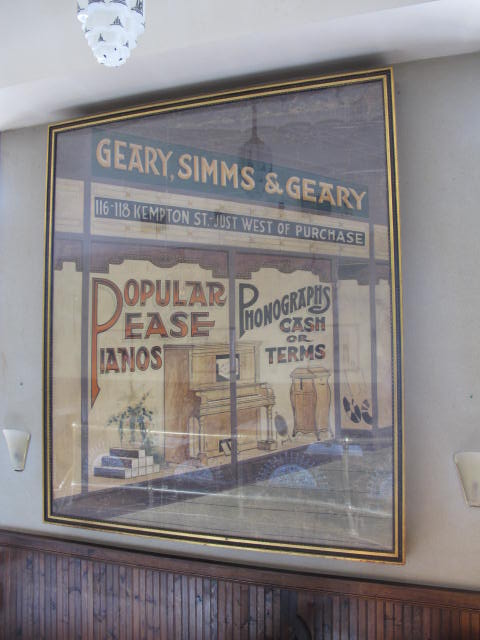 GEARY, SIMMS & GEARY
116-118 KEMPTON ST.-JUST WEST OF PURCHASE
POPULAR
PEASE
PIANOS
PHONOGRAPHS
CASH
OR
TERMS